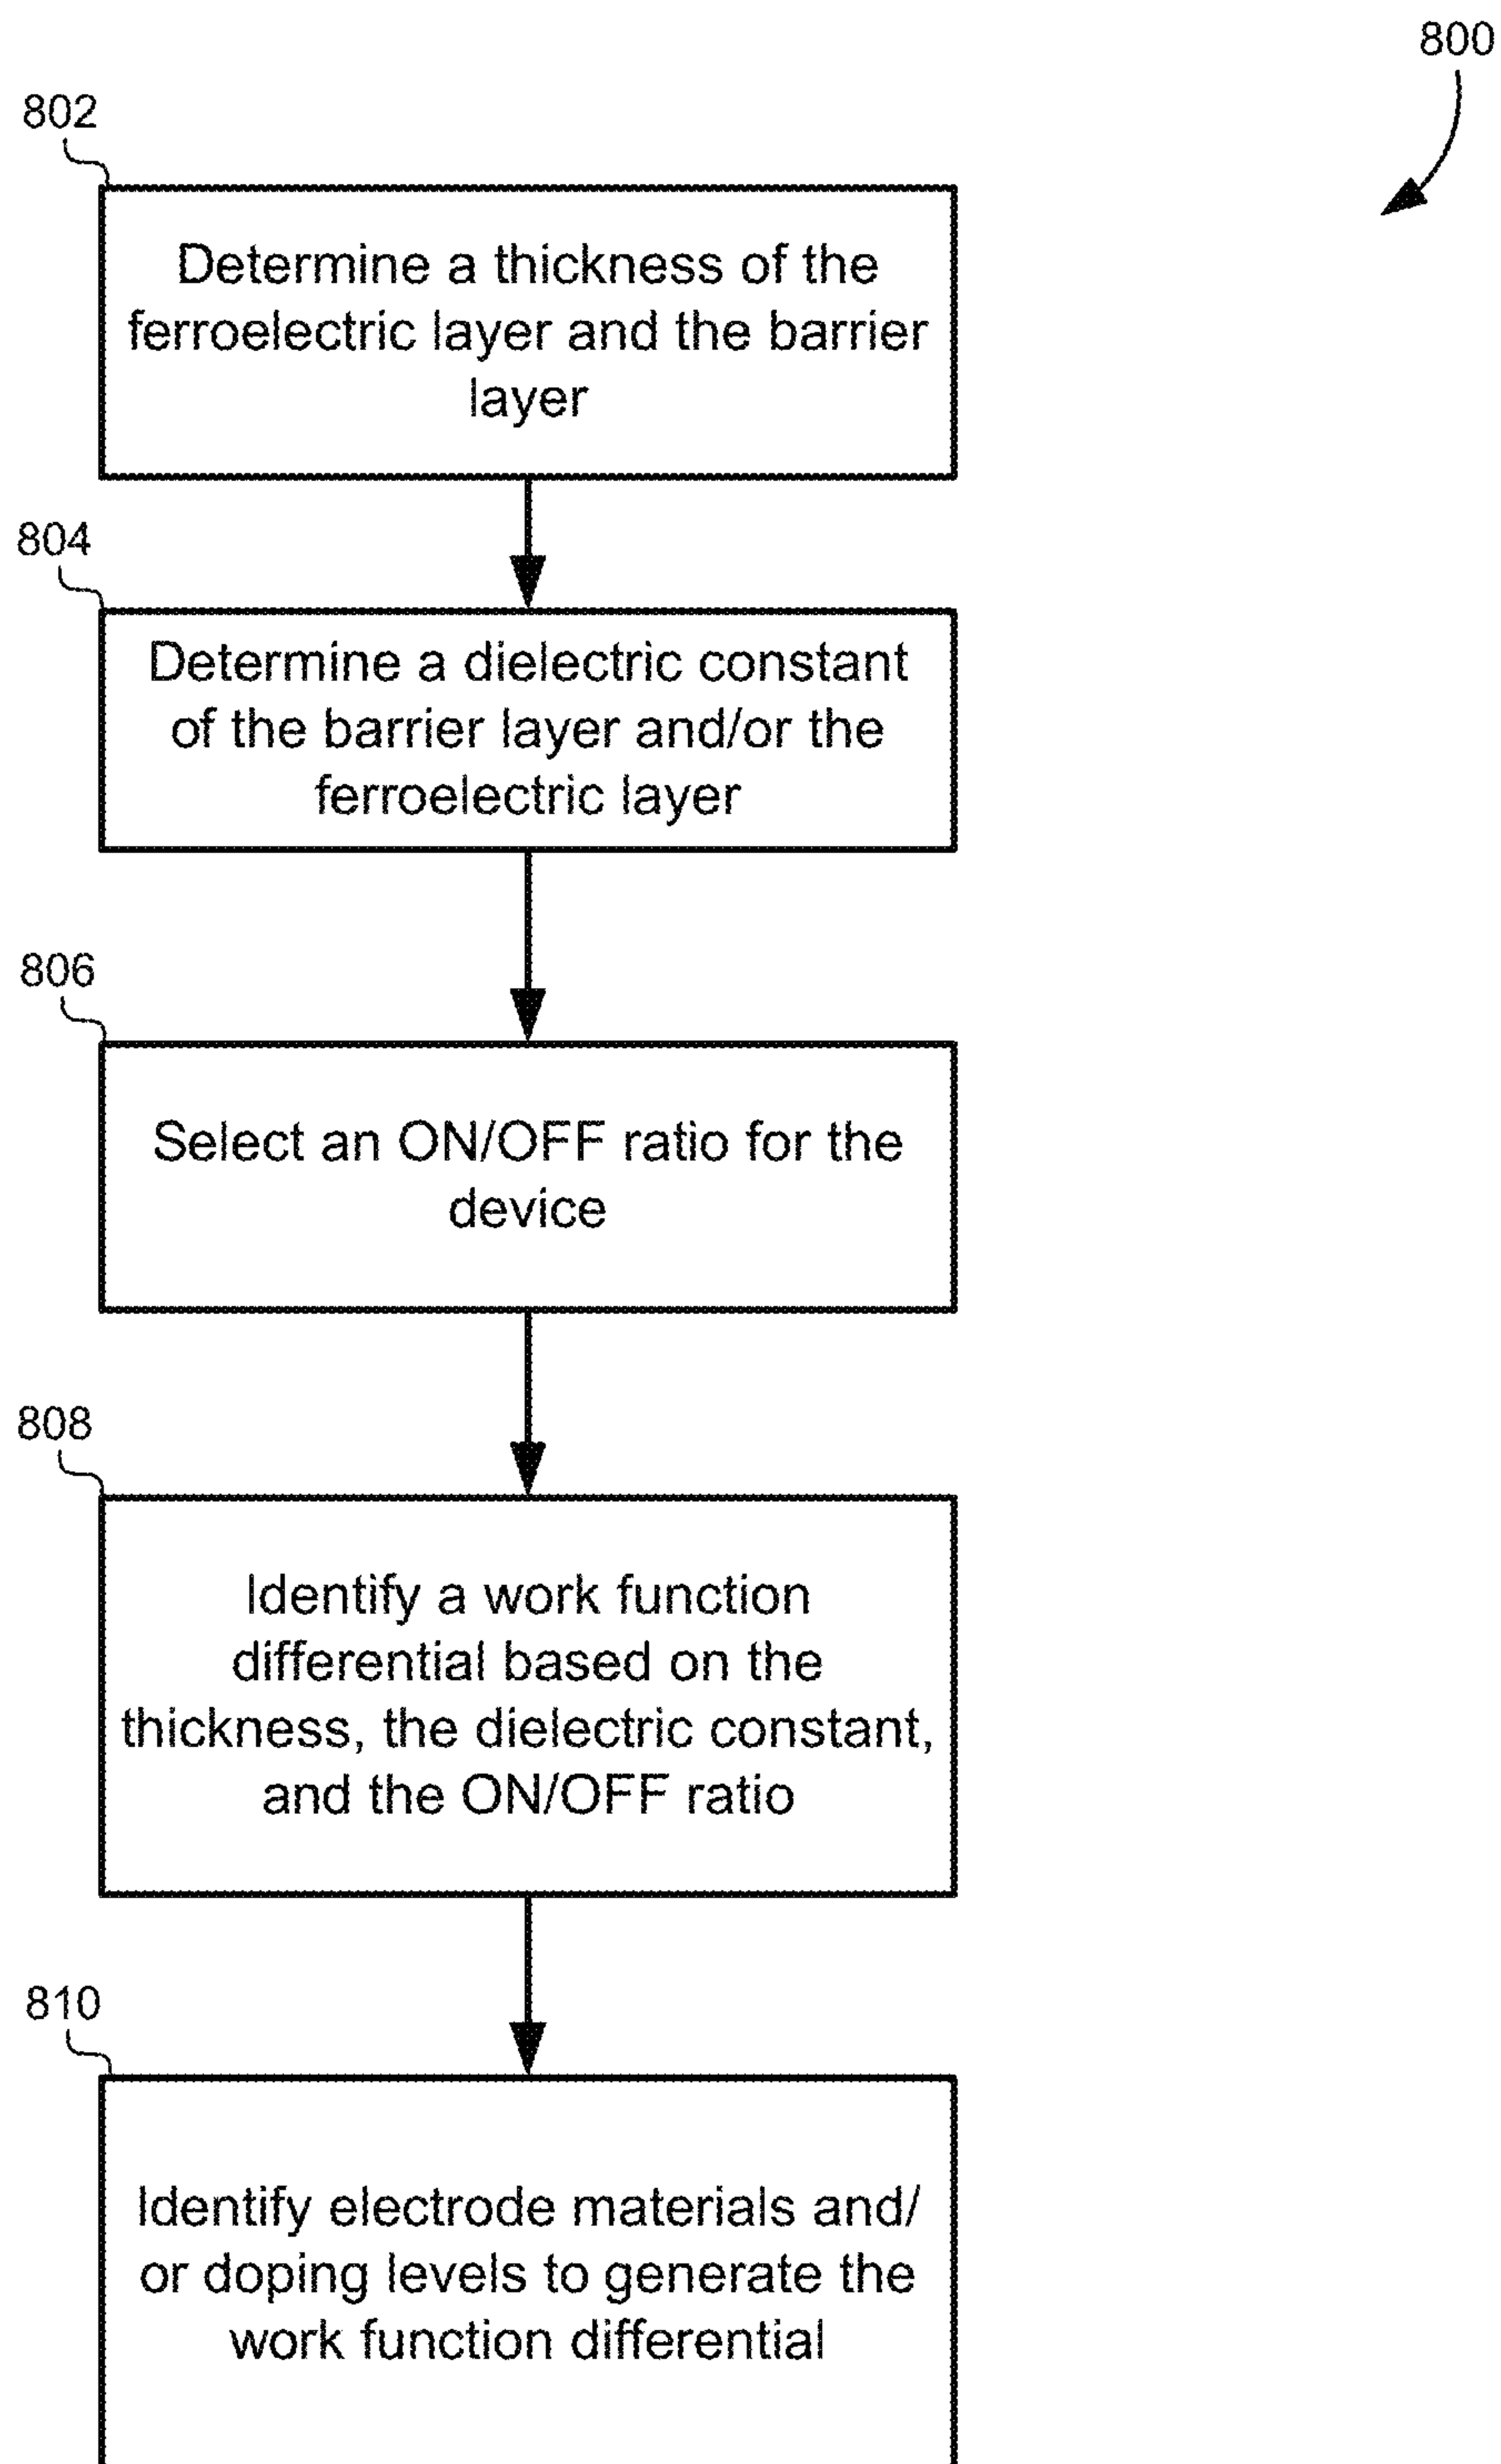 800
802
Determine a thickness of the
ferroelectric layer and the barrier
layer
804
Determine a dielectric constant
of the barrier layer and/or the
ferroelectric layer
806
Select an ON/OFF ratio for the
device
808
Identify a work function
differential based on the
thickness, the dielectric constant,
and the ON/OFF ratio
810
Identify electrode materials and/
or doping levels to generate the
work function differential